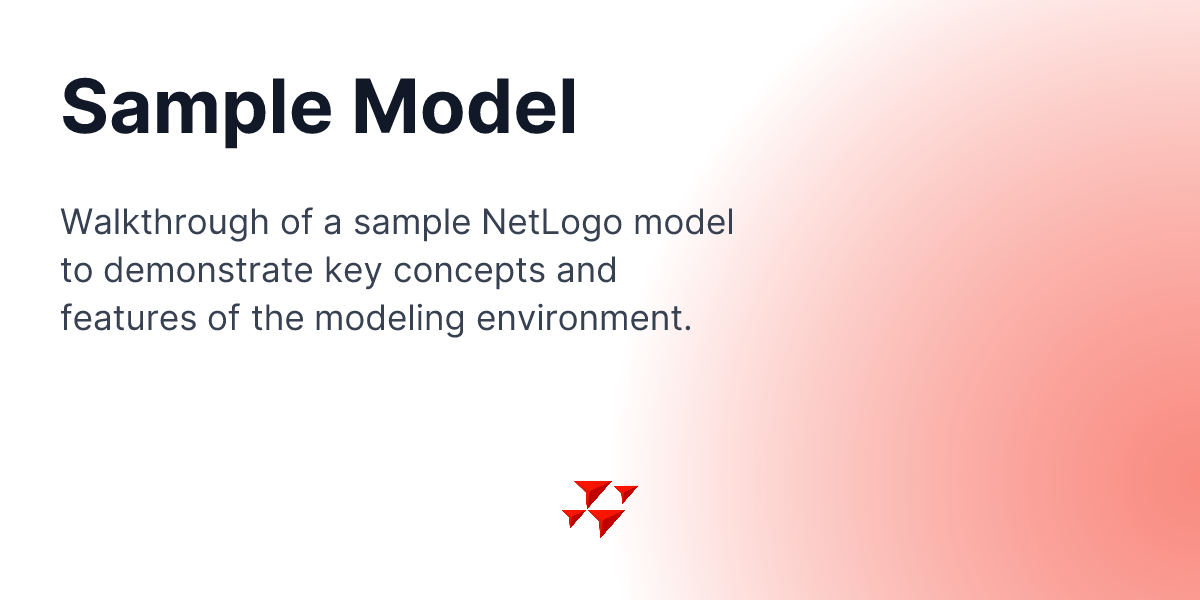 Sample Model
Walkthrough of a sample NetLogo model
to demonstrate key concepts and
features of the modeling environment.